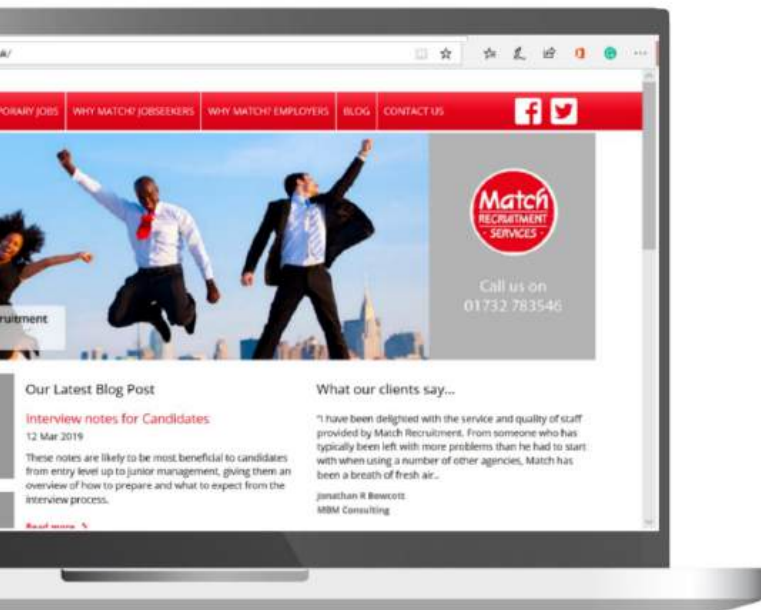 uk/
PORARY JOBS WHY MATCH? JOBSEEKERS WHY MATCH? EMPLOYERS BLOG CONTACT US
Match
RECRUITMENT
· SERVICES ·
Call us on
01732 783546
ruitment
Our Latest Blog Post
Interview notes for Candidates
12 Mar 2019
These notes are likely to be most beneficial to candidates
from entry level up to junior management, giving them an
overview of how to prepare and what to expect from the
interview process.
Read more
What our clients say...
"I have been delighted with the service and quality of staff
provided by Match Recruitment. From someone who has
typically been left with more problems than he had to start
with when using a number of other agencies, Match has
been a breath of fresh air..
Jonathan R Bowcott
MBM Consulting